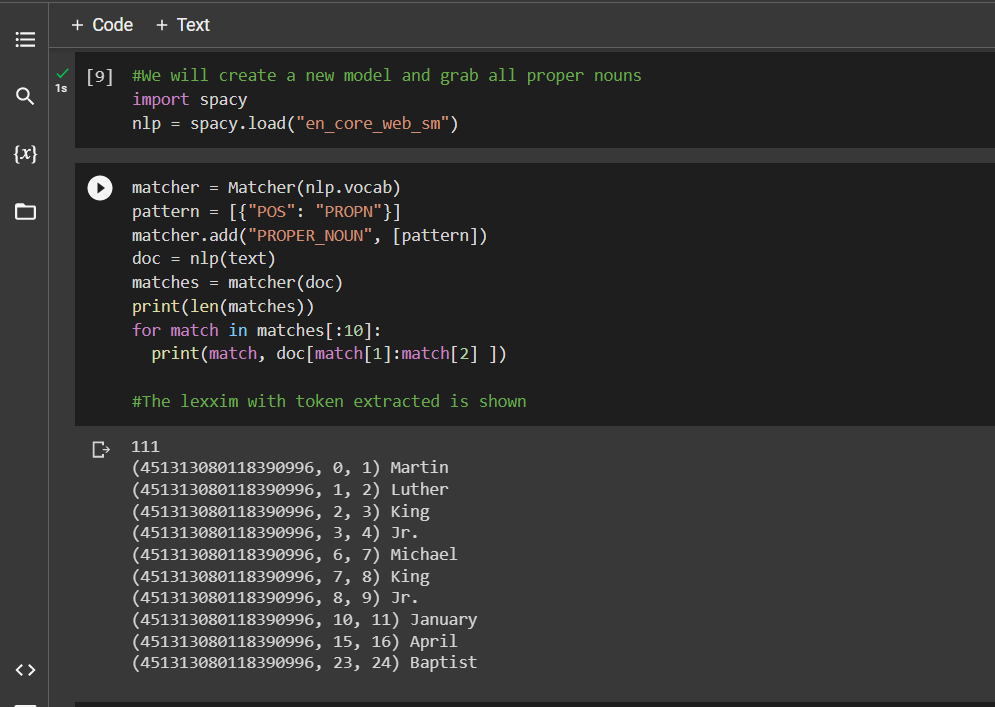 + Code + Text
1s
[9] #We will create a new model and grab all proper nouns
import spacy
nlp = spacy.load("en_core_web_sm")
{x}
matcher = Matcher(nlp.vocab)
pattern = [{"POS": "PROPN"}]
matcher.add("PROPER_NOUN", [pattern])
doc = nlp(text)
matches = matcher(doc)
print(len(matches))
for match in matches[:10]:
print(match, doc[match[1]:match[2] ])
#The lexxim with token extracted is shown
111
(451313080118390996, 0, 1) Martin
(451313080118390996, 1, 2) Luther
(451313080118390996, 2, 3) King
(451313080118390996, 3, 4) Jr.
(451313080118390996, 6, 7) Michael
(451313080118390996, 7, 8) King
(451313080118390996, 8, 9) Jr.
(451313080118390996, 10, 11) January
(451313080118390996, 15, 16) April
(451313080118390996, 23, 24) Baptist
<>